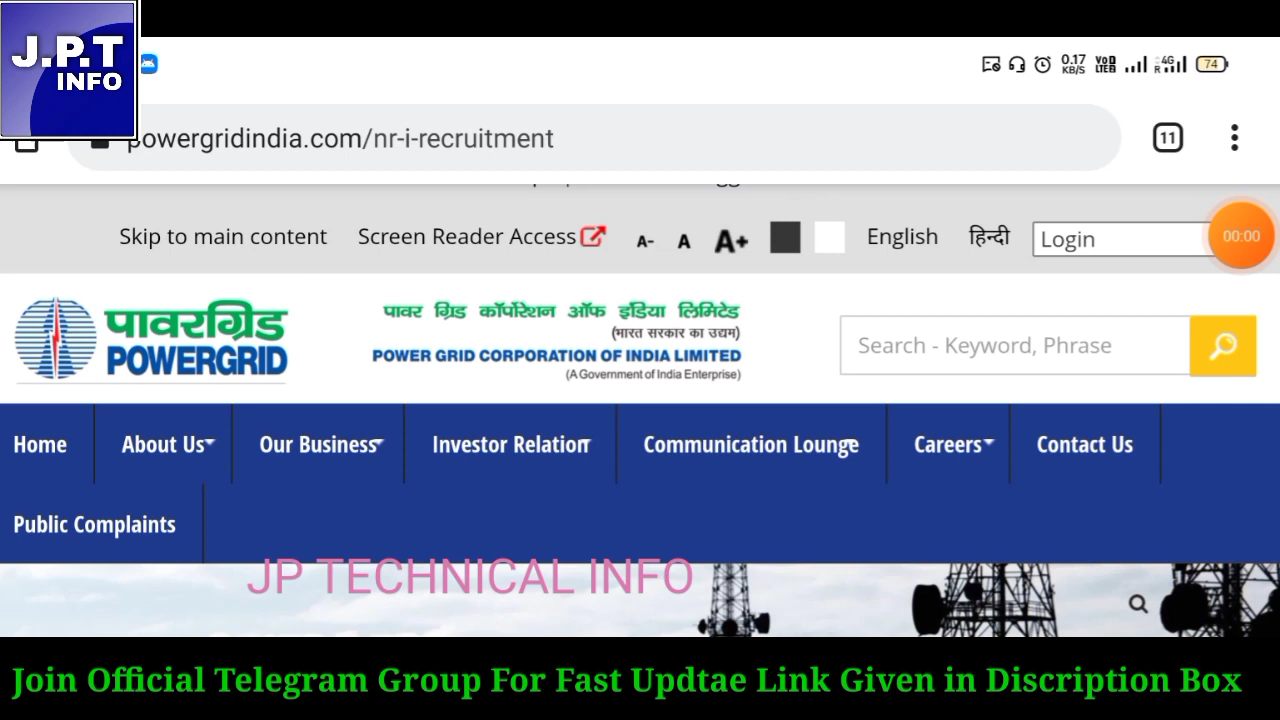 J.P.T
INFO
0.17
KB/S
VoD
LTE
4G
R
74
powergridindia.com/nr-i-recruitment
11
Skip to main content
Screen Reader Access
A-
A
A+
English
हिन्दी
Login
00:00
पावरग्रिड
POWERGRID
पावर ग्रिड कॉर्पोरेशन ऑफ इंडिया लिमिटेड
(भारत सरकार का उद्यम)
POWER GRID CORPORATION OF INDIA LIMITED
(A Government of India Enterprise)
Search - Keyword, Phrase
Home
About Us
Our Business
Investor Relation
Communication Lounge
Careers
Contact Us
Public Complaints
JP TECHNICAL INFO
Join Official Telegram Group For Fast Updtae Link Given in Discription Box